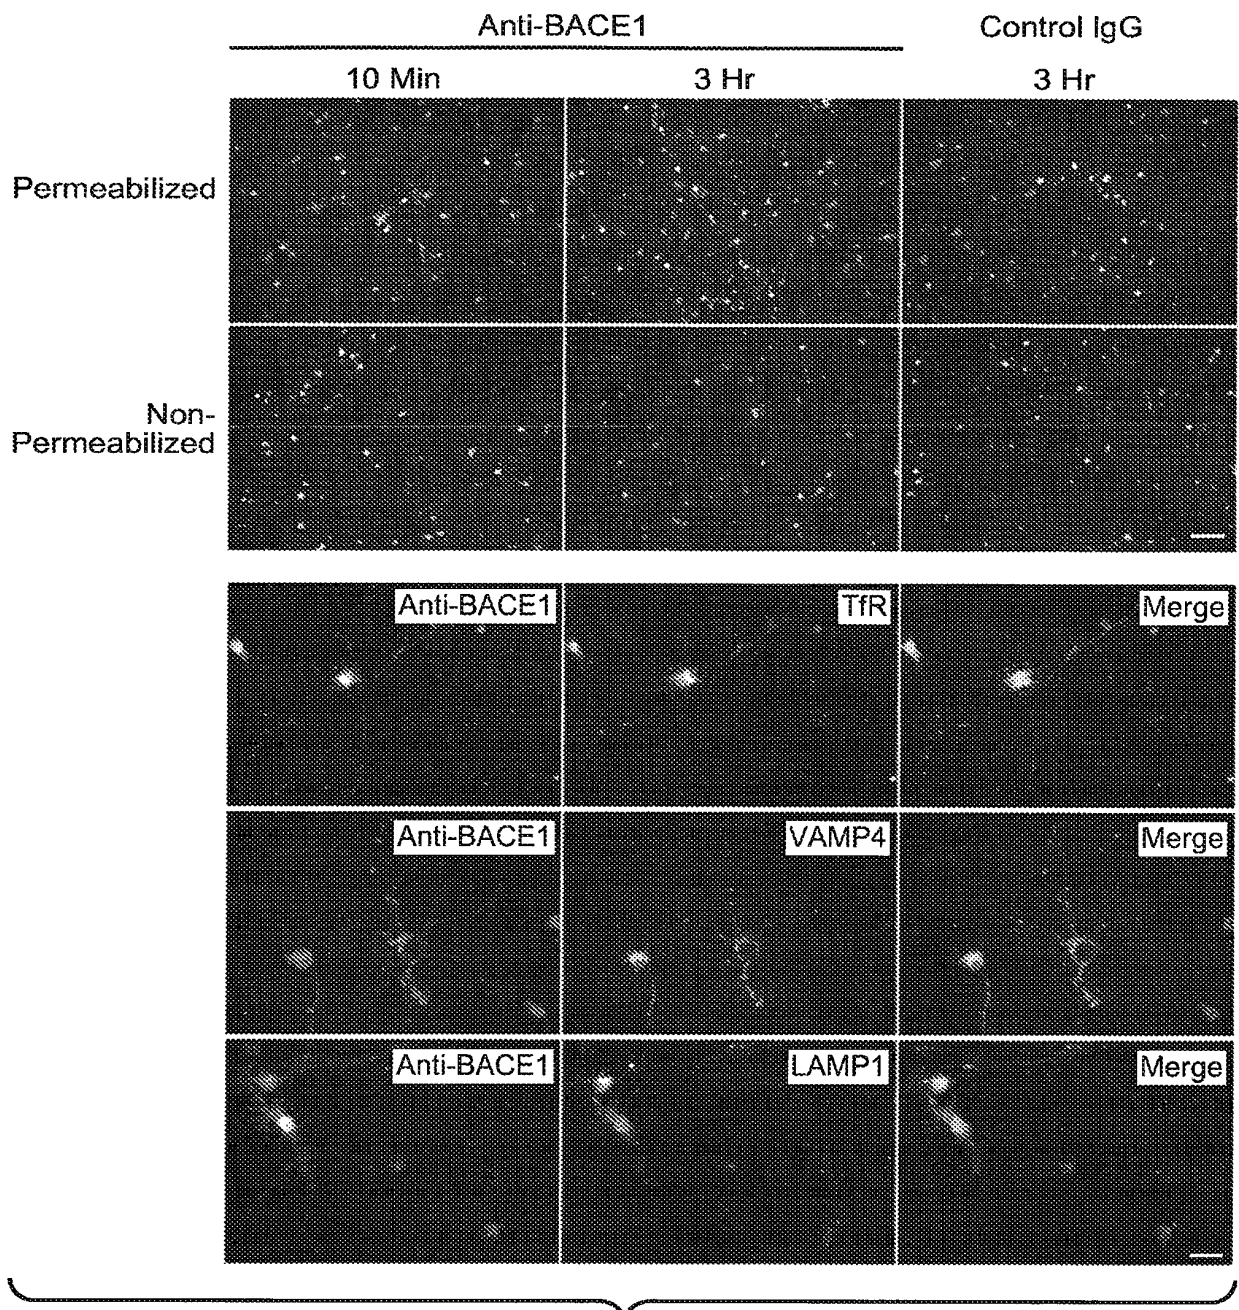 Anti-BACE1 Control IgG
10 Min 3 Hr 3 Hr
Permeabilized
Non-
Permeabilized
Anti-BACE1 TfR Merge
Anti-BACE1 VAMP4 Merge
Anti-BACE1 LAMP1 Merge